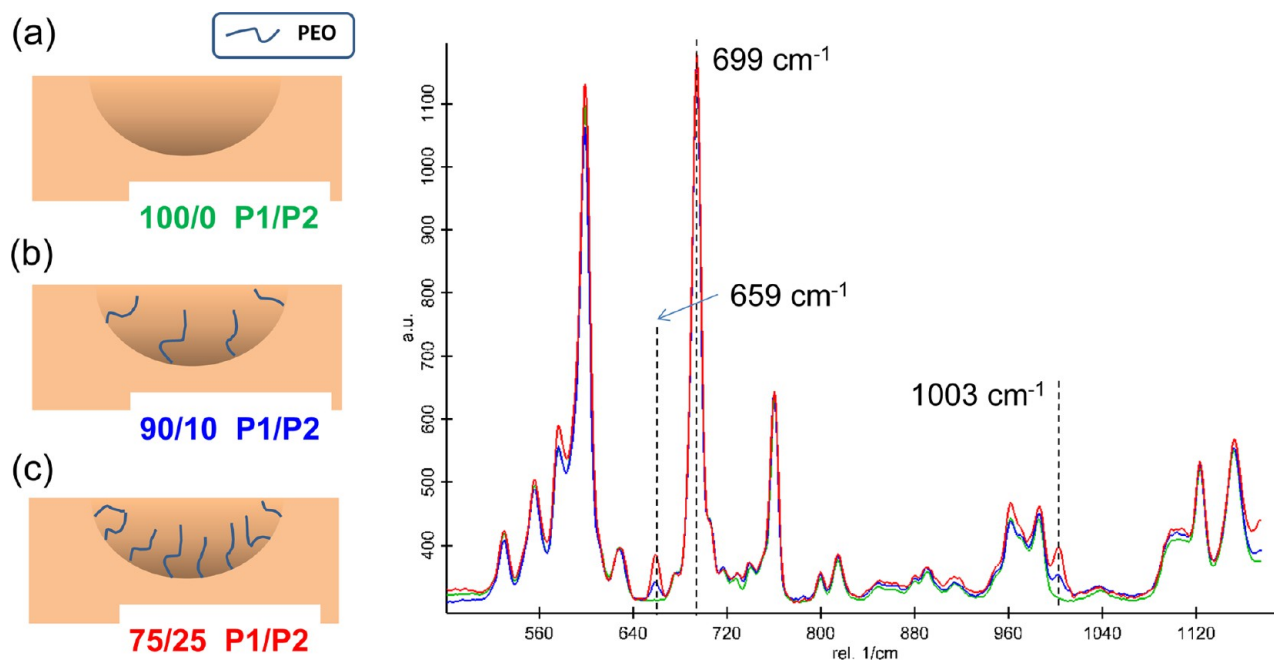 (a)
PEO
100/0 P1/P2
(b)
90/10 P1/P2
(c)
75/25 P1/P2
699 cm-1
659 cm-1
1003 cm-1
a.u.
1100
1000
900
800
700
600
500
400
560 640 720 800 880 960 1040 1120
rel. 1/cm